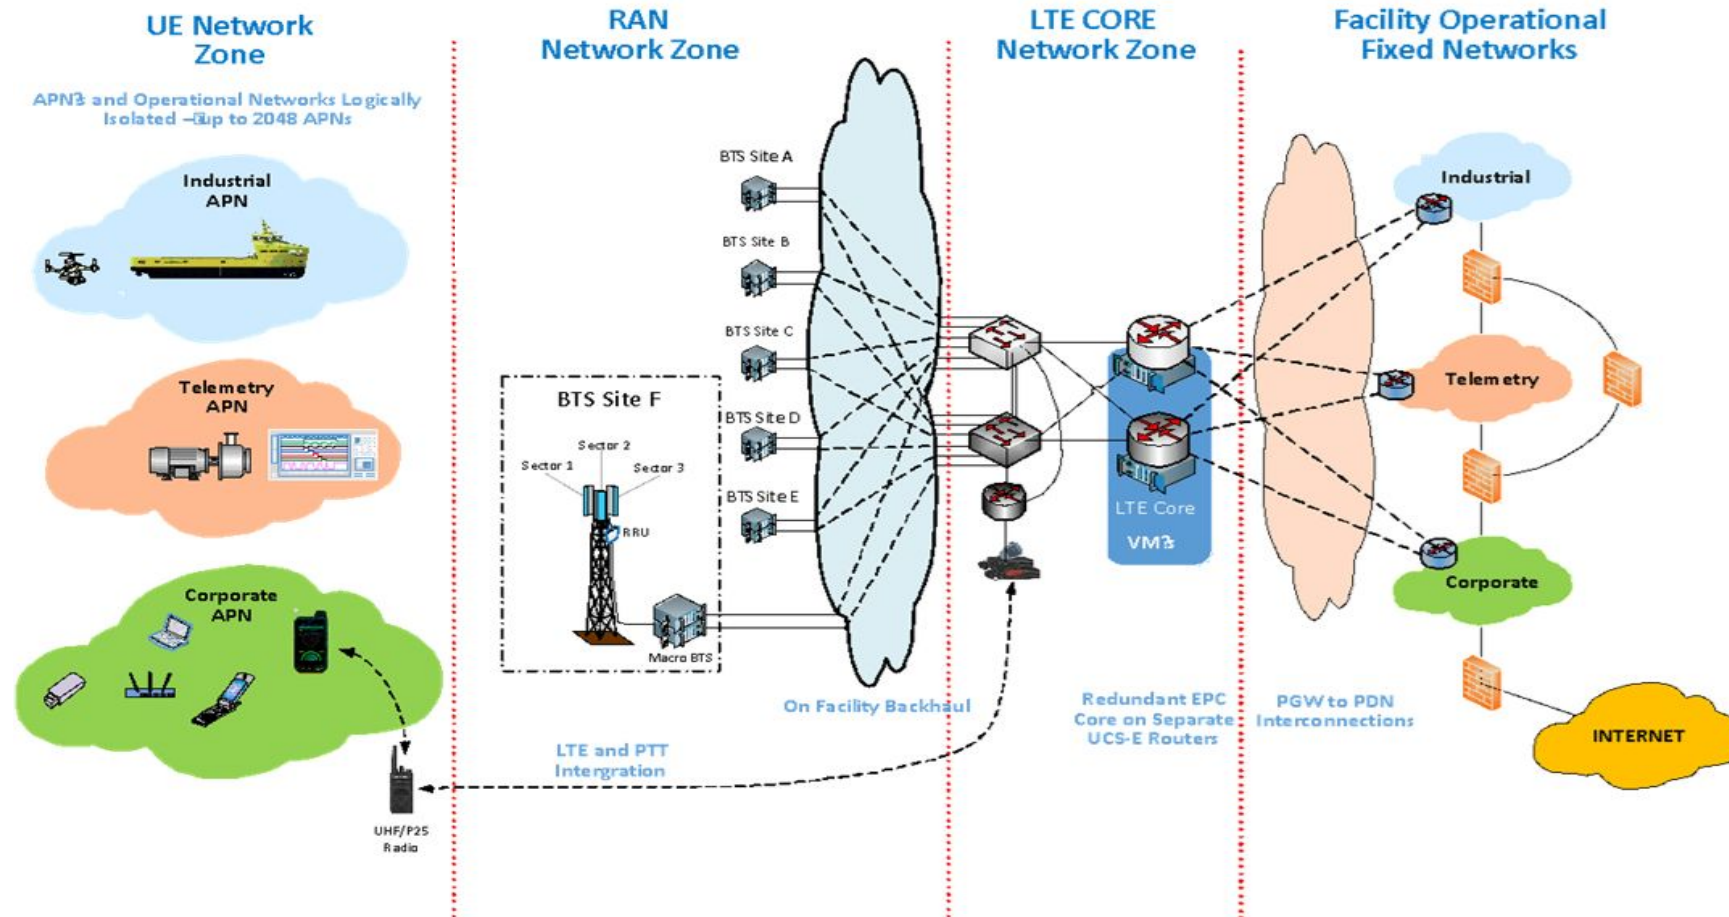 UE Network
Zone
RAN
Network Zone
LTE CORE
Network Zone
Facility Operational
Fixed Networks
APN⍰s and Operational Networks Logically
Isolated –⍰up to 2048 APNs
Industrial
APN
Telemetry
APN
Corporate
APN
UHF/P25
Radio
BTS Site A
BTS Site B
BTS Site C
BTS Site D
BTS Site E
BTS Site F
Sector 2
Sector 1
Sector 3
RRU
Macro BTS
On Facility Backhaul
LTE and PTT
Intergration
LTE Core
VM⍰s
Redundant EPC
Core on Separate
UCS-E Routers
PGW to PDN
Interconnections
Industrial
Telemetry
Corporate
INTERNET